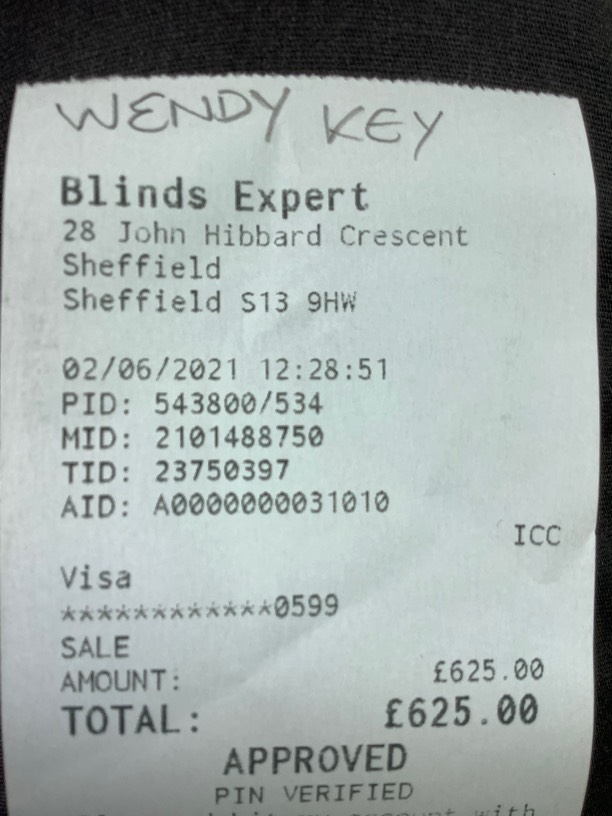 WENDY KEY
Blinds Expert
28 John Hibbard Crescent
Sheffield
Sheffield S13 9HW
02/06/2021 12:28:51
PID: 543800/534
MID: 2101488750
TID: 23750397
AID: A0000000031010
ICC
Visa
************0599
SALE
AMOUNT: £625.00
TOTAL: £625.00
APPROVED
PIN VERIFIED
account with